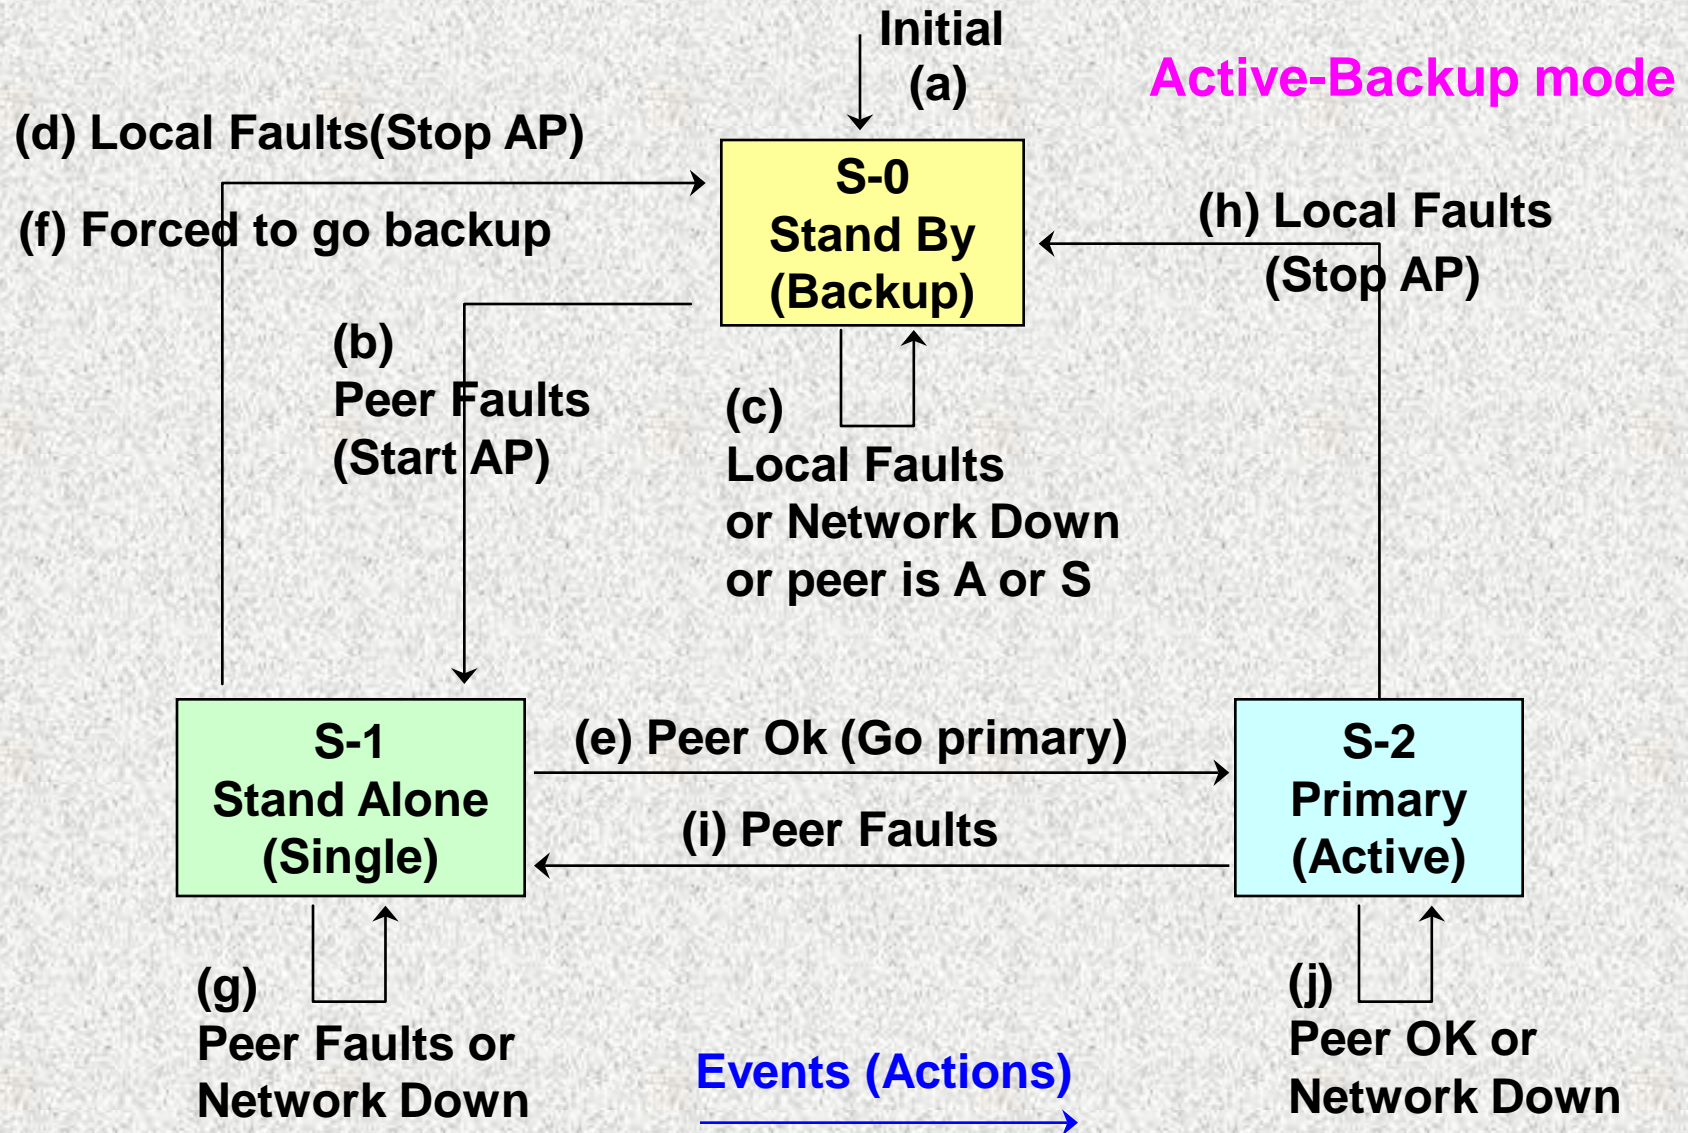 Initial
(a)
Active-Backup mode
(d) Local Faults(Stop AP)
(f) Forced to go backup
S-0
Stand By
(Backup)
(h) Local Faults
(Stop AP)
(b)
Peer Faults
(Start AP)
(c)
Local Faults
or Network Down
or peer is A or S
S-1
Stand Alone
(Single)
(e) Peer Ok (Go primary)
(i) Peer Faults
S-2
Primary
(Active)
(g)
Peer Faults or
Network Down
Events (Actions)
(j)
Peer OK or
Network Down